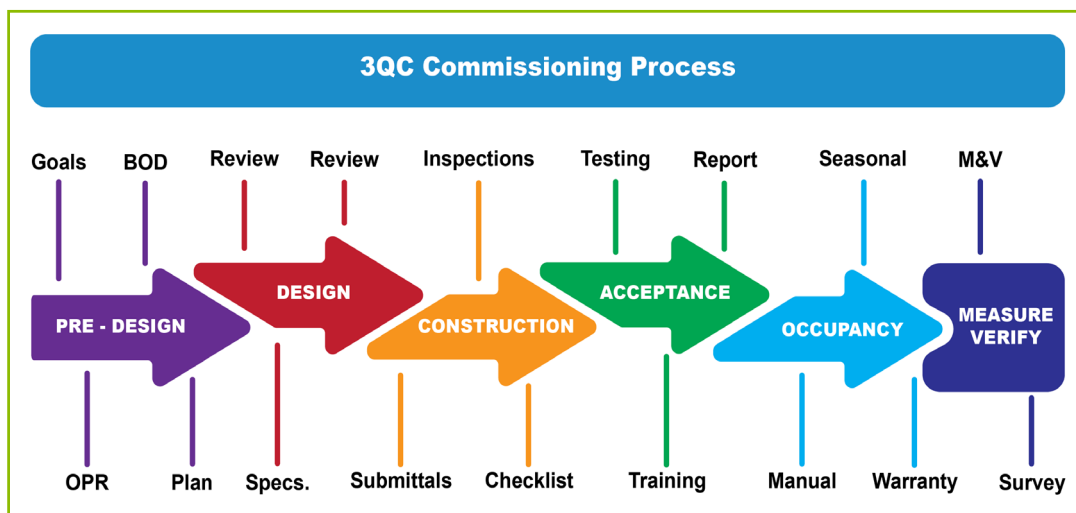 3QC Commissioning Process
Goals BOD Review Review Inspections Testing Report Seasonal M&V
PRE - DESIGN
DESIGN
CONSTRUCTION
ACCEPTANCE
OCCUPANCY
MEASURE
VERIFY
OPR Plan Specs. Submittals Checklist Training Manual Warranty Survey